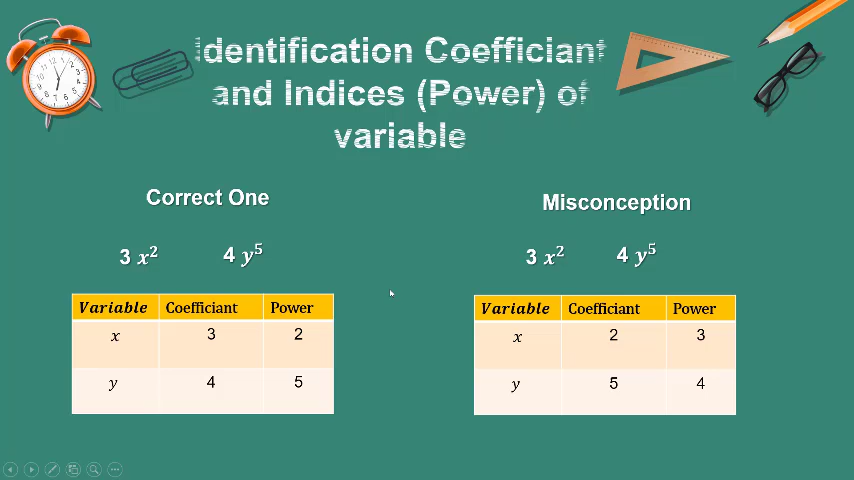 Identification Coefficiant
and Indices (Power) of
variable
Correct One
3 x² 4 y⁵
Variable Coefficiant Power
x 3 2
y 4 5
Misconception
3 x² 4 y⁵
Variable Coefficiant Power
x 2 3
y 5 4